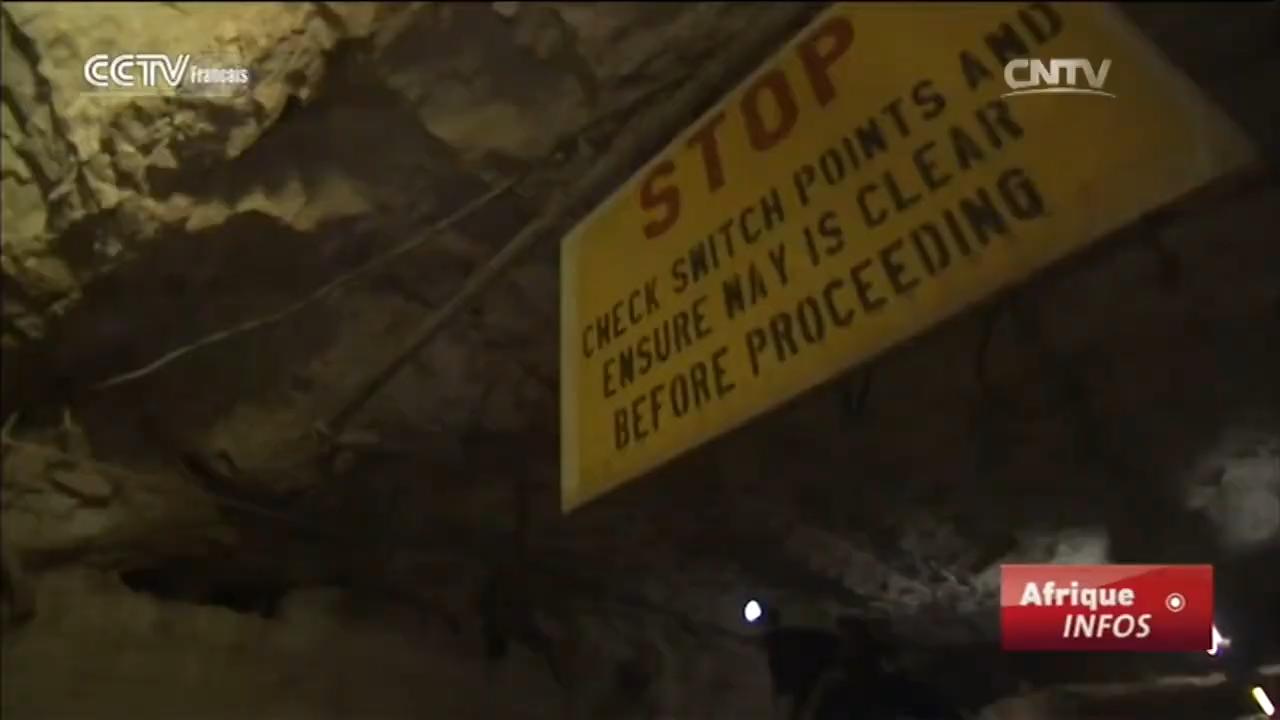 CCTV Français
CNTV
STOP
CHECK SWITCH POINTS AND
ENSURE WAY IS CLEAR
BEFORE PROCEEDING
Afrique
INFOS